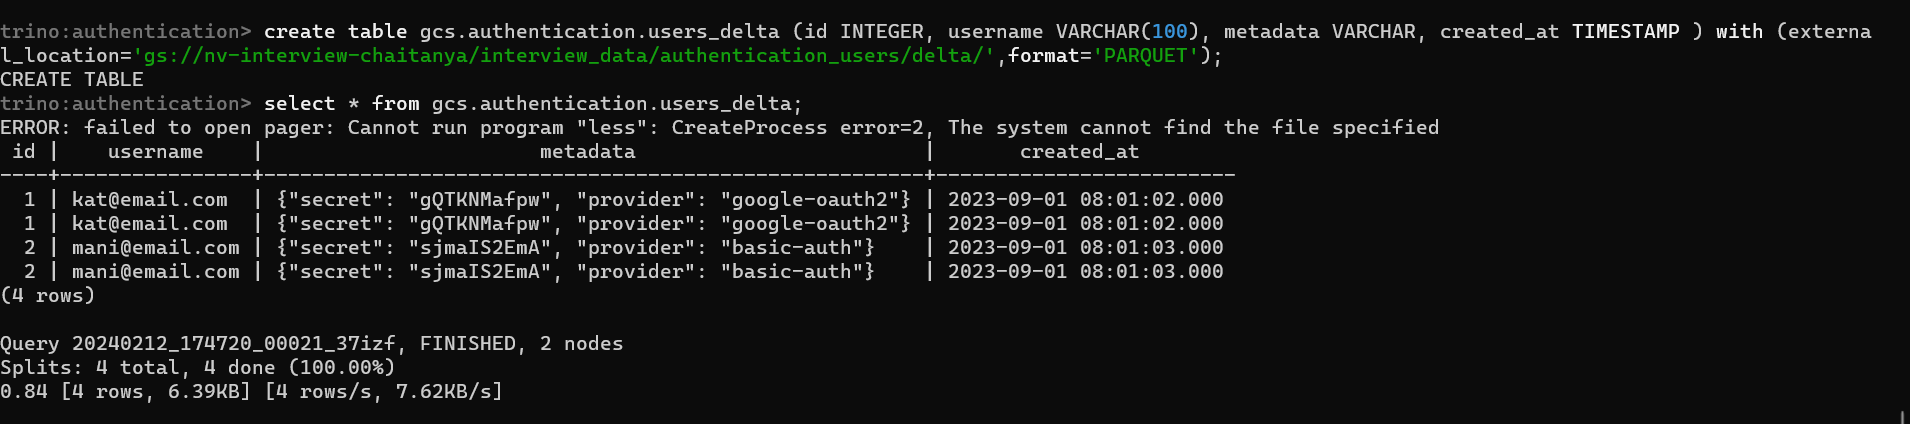 trino:authentication> create table gcs.authentication.users_delta (id INTEGER, username VARCHAR(100), metadata VARCHAR, created_at TIMESTAMP ) with (externa
l_location='gs://nv-interview-chaitanya/interview_data/authentication_users/delta/',format='PARQUET');
CREATE TABLE
trino:authentication> select * from gcs.authentication.users_delta;
ERROR: failed to open pager: Cannot run program "less": CreateProcess error=2, The system cannot find the file specified
 id |    username    |                       metadata                        |       created_at
----+----------------+-------------------------------------------------------+-------------------------
  1 | kat@email.com  | {"secret": "gQTKNMafpw", "provider": "google-oauth2"} | 2023-09-01 08:01:02.000
  1 | kat@email.com  | {"secret": "gQTKNMafpw", "provider": "google-oauth2"} | 2023-09-01 08:01:02.000
  2 | mani@email.com | {"secret": "sjmaIS2EmA", "provider": "basic-auth"}    | 2023-09-01 08:01:03.000
  2 | mani@email.com | {"secret": "sjmaIS2EmA", "provider": "basic-auth"}    | 2023-09-01 08:01:03.000
(4 rows)

Query 20240212_174720_00021_37izf, FINISHED, 2 nodes
Splits: 4 total, 4 done (100.00%)
0.84 [4 rows, 6.39KB] [4 rows/s, 7.62KB/s]